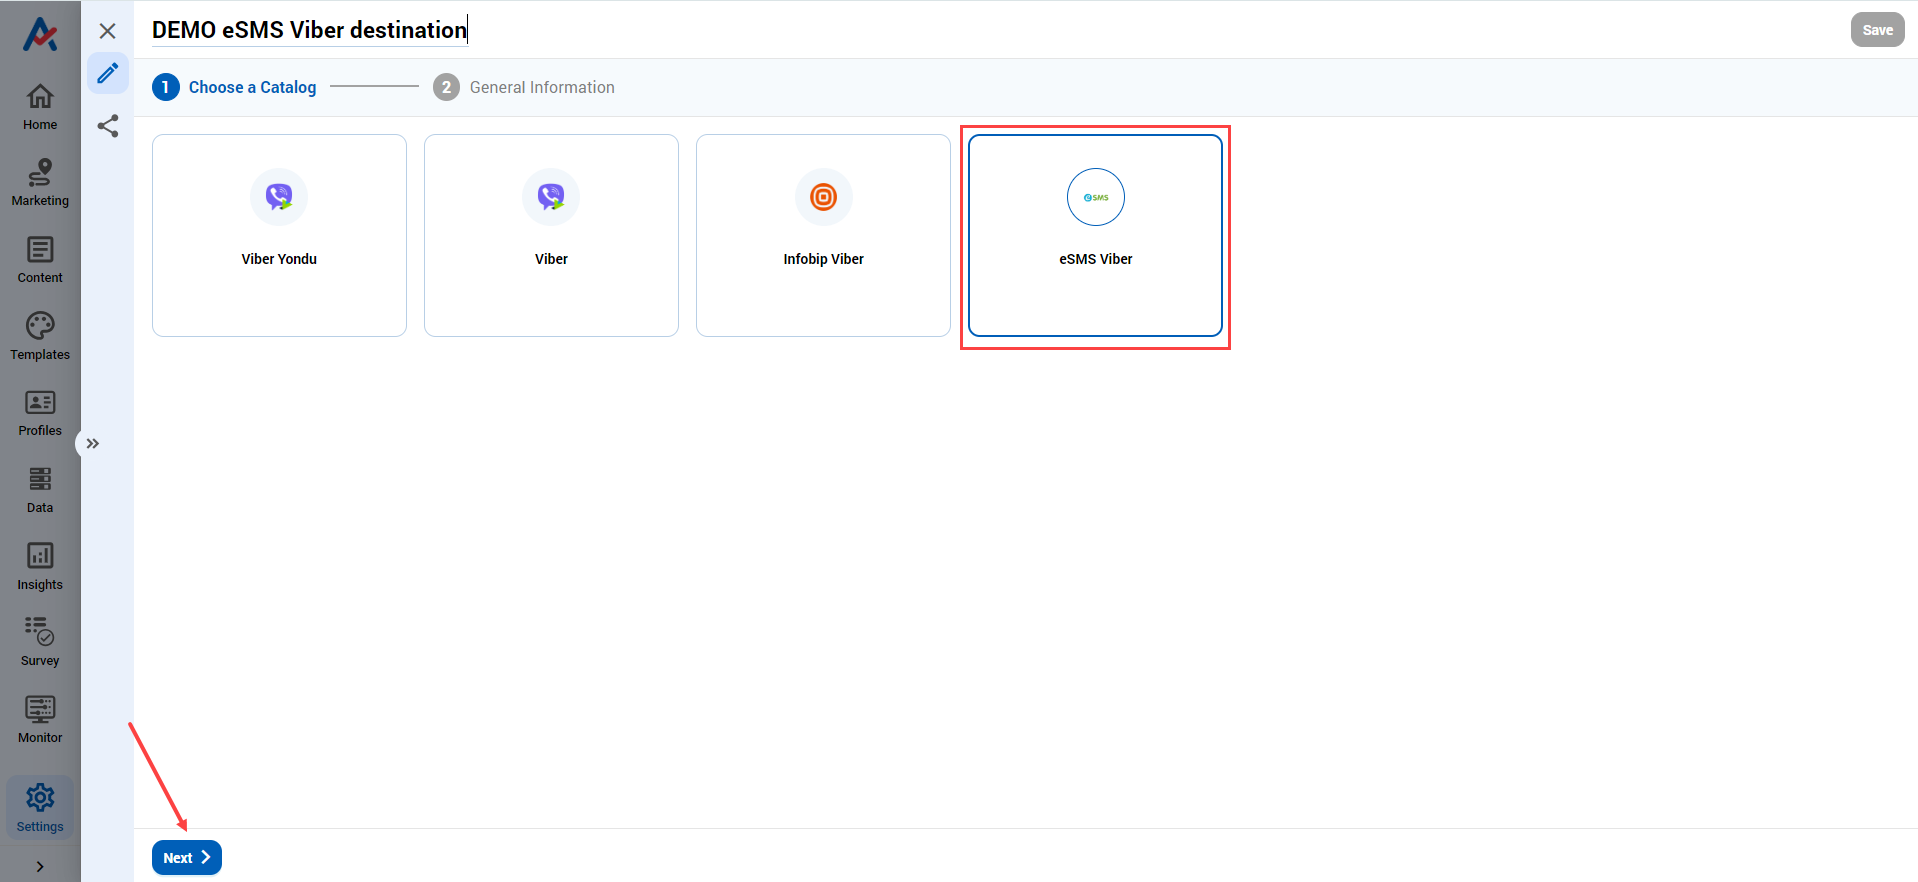 DEMO eSMS Viber destination
Save
1 Choose a Catalog
2 General Information
Home
Marketing
Content
Templates
Profiles
Data
Insights
Survey
Monitor
Settings
Viber Yondu
Viber
Infobip Viber
eSMS
eSMS Viber
Next